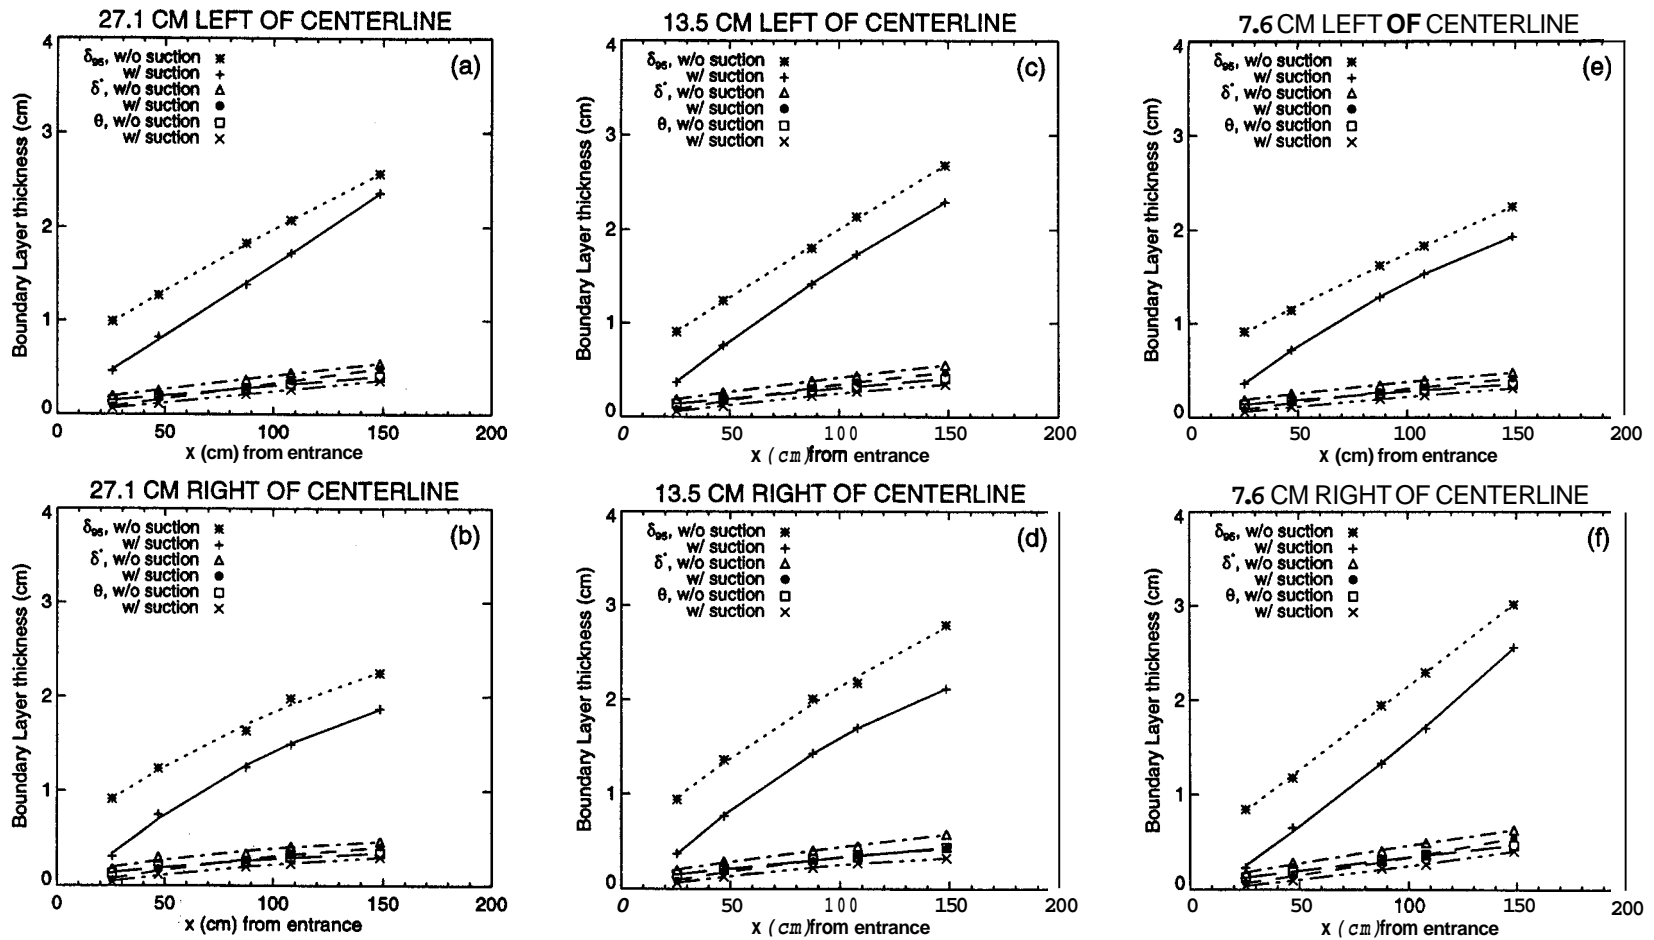 27.1 CM LEFT OF CENTERLINE
(a)
δ95, w/o suction
w/ suction
δ*, w/o suction
w/ suction
θ, w/o suction
w/ suction
Boundary Layer thickness (cm)
4
3
2
1
0
0 50 100 150 200
x (cm) from entrance
13.5 CM LEFT OF CENTERLINE
(c)
δ95, w/o suction
w/ suction
δ*, w/o suction
w/ suction
θ, w/o suction
w/ suction
Boundary Layer thickness (cm)
4
3
2
1
0
0 50 100 150 200
x (cm) from entrance
7.6 CM LEFT OF CENTERLINE
(e)
δ95, w/o suction
w/ suction
δ*, w/o suction
w/ suction
θ, w/o suction
w/ suction
Boundary Layer thickness (cm)
4
3
2
1
0
0 50 100 150 200
x (cm) from entrance
27.1 CM RIGHT OF CENTERLINE
(b)
δ95, w/o suction
w/ suction
δ*, w/o suction
w/ suction
θ, w/o suction
w/ suction
Boundary Layer thickness (cm)
4
3
2
1
0
0 50 100 150 200
x (cm) from entrance
13.5 CM RIGHT OF CENTERLINE
(d)
δ95, w/o suction
w/ suction
δ*, w/o suction
w/ suction
θ, w/o suction
w/ suction
Boundary Layer thickness (cm)
4
3
2
1
0
0 50 100 150 200
x (cm)from entrance
7.6 CM RIGHT OF CENTERLINE
(f)
δ95, w/o suction
w/ suction
δ*, w/o suction
w/ suction
θ, w/o suction
w/ suction
Boundary Layer thickness (cm)
4
3
2
1
0
0 50 100 150 200
x (cm)from entrance